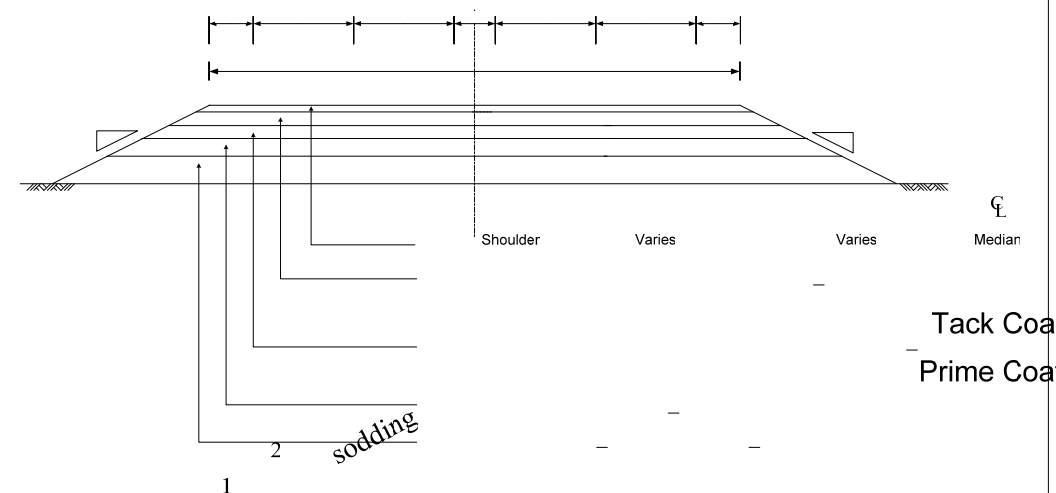 ℄
Shoulder Varies Varies Median
Tack Coa
Prime Coa
sodding
2
1